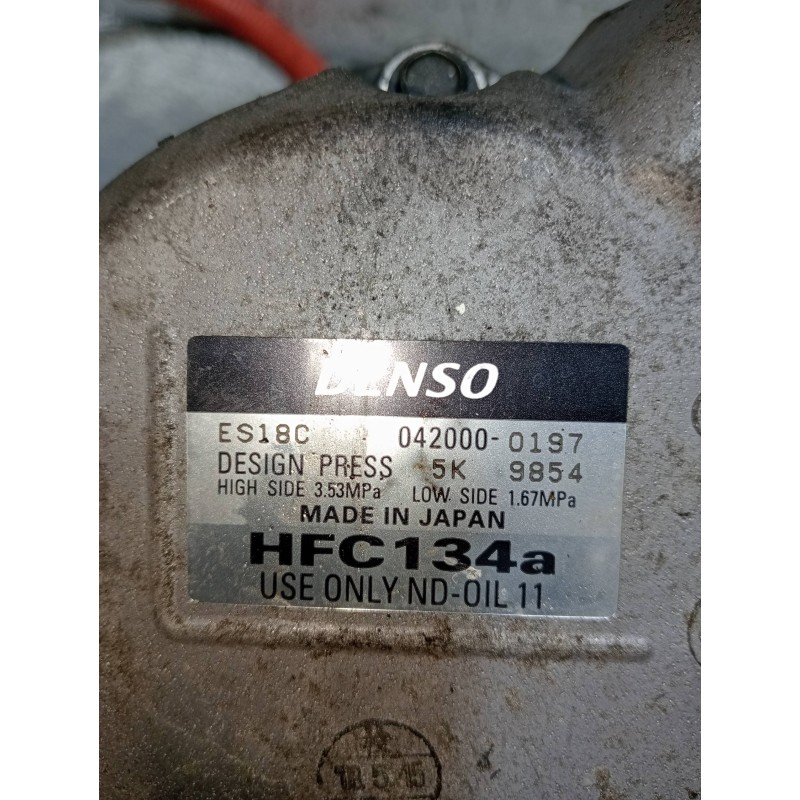 DENSO
ES18C 042000-0197
DESIGN PRESS 5K 9854
HIGH SIDE 3.53MPa LOW SIDE 1.67MPa
MADE IN JAPAN
HFC134a
USE ONLY ND-OIL 11